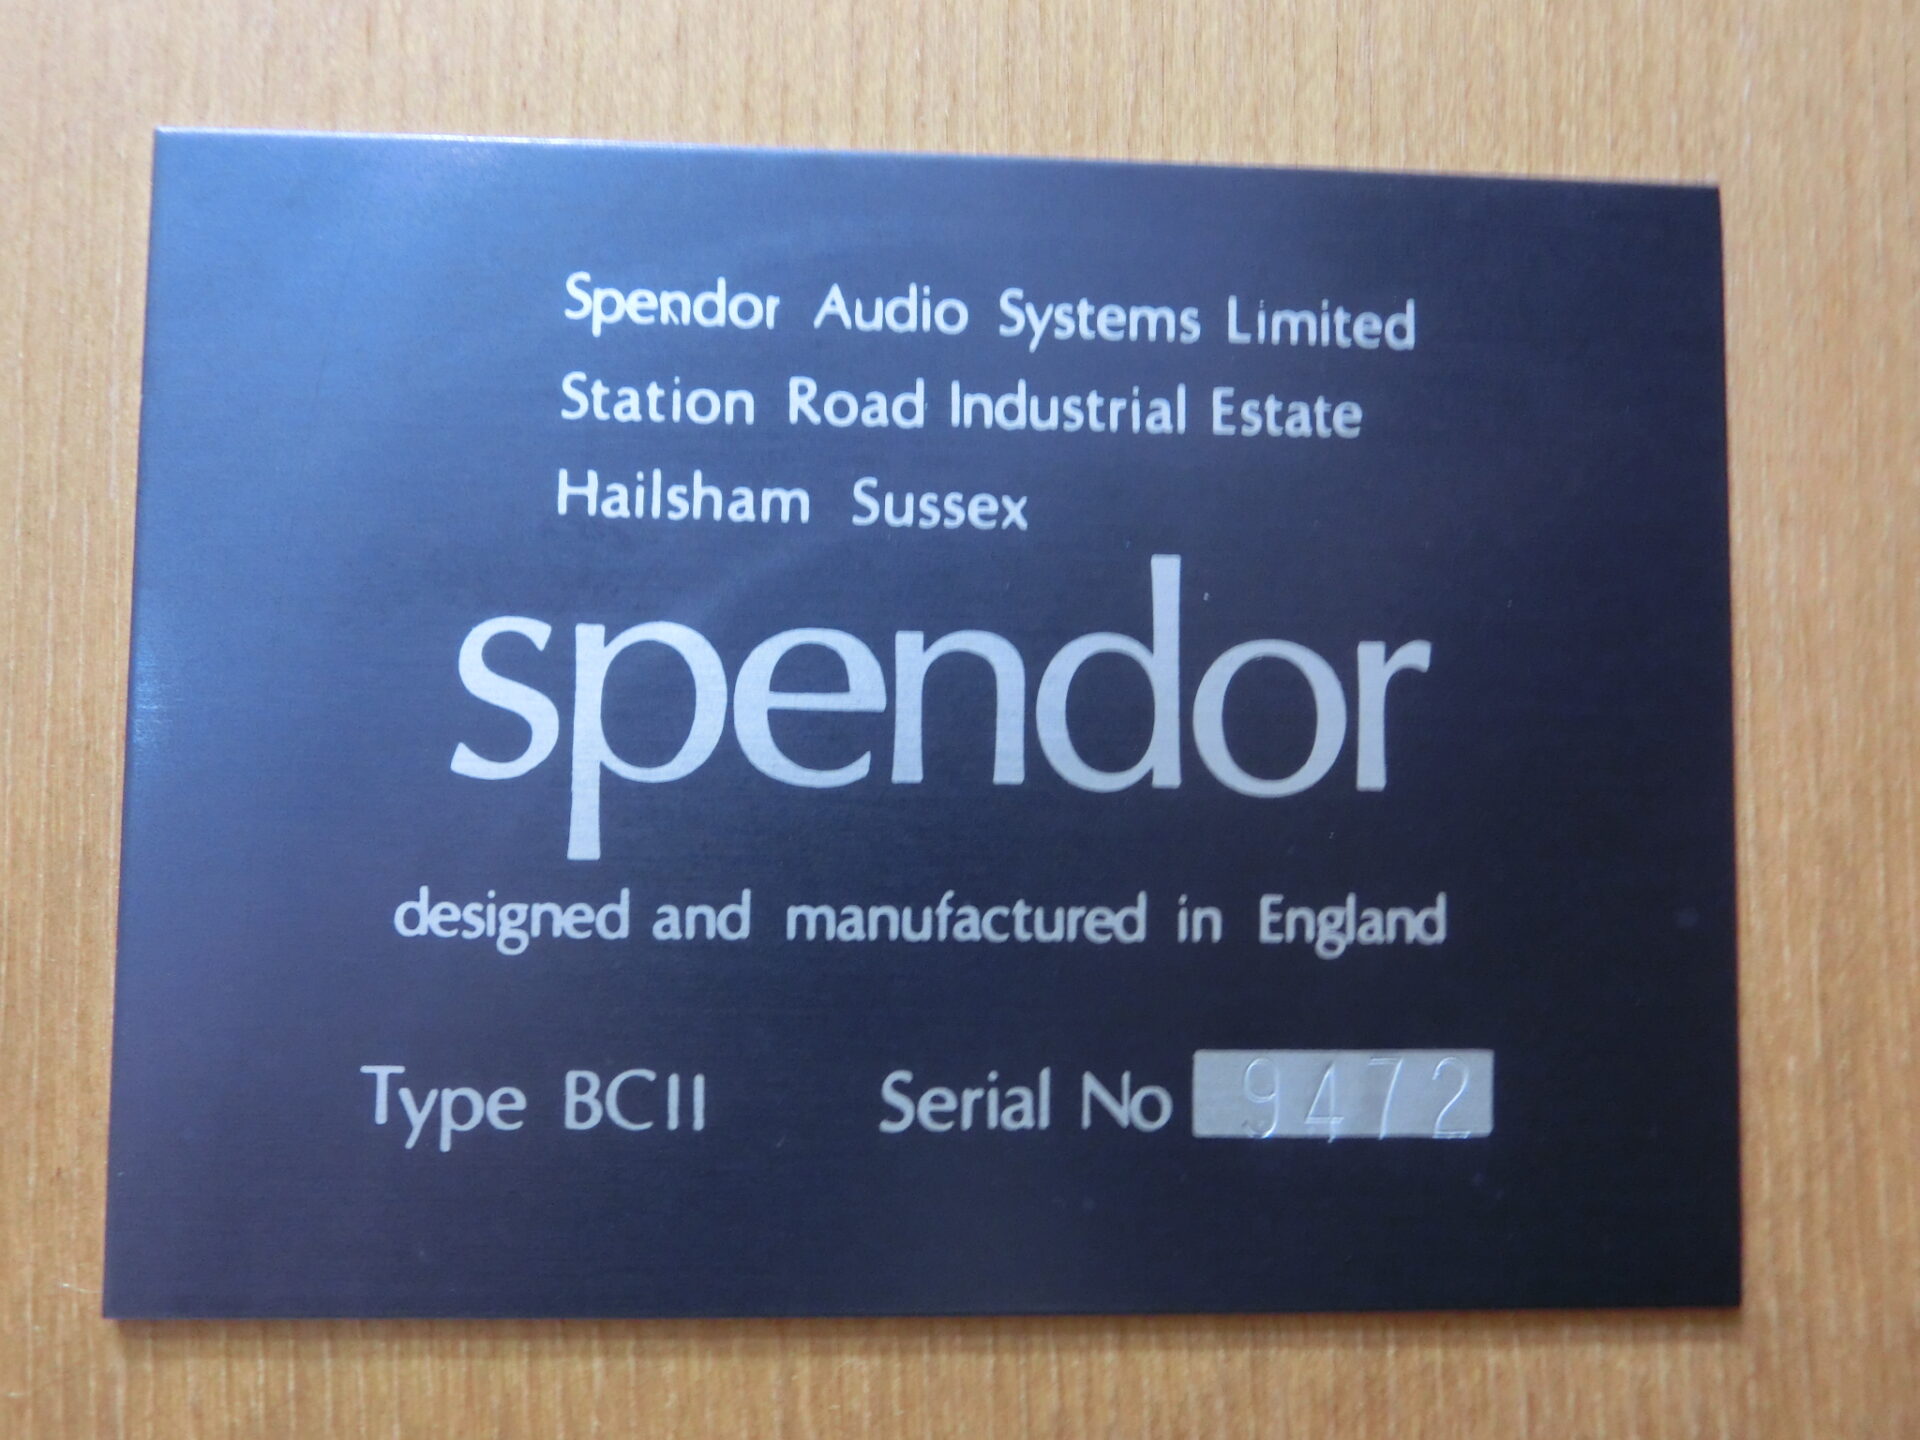 Spendor Audio Systems Limited
Station Road Industrial Estate
Hailsham Sussex
spendor
designed and manufactured in England
Type BCII Serial No 9472